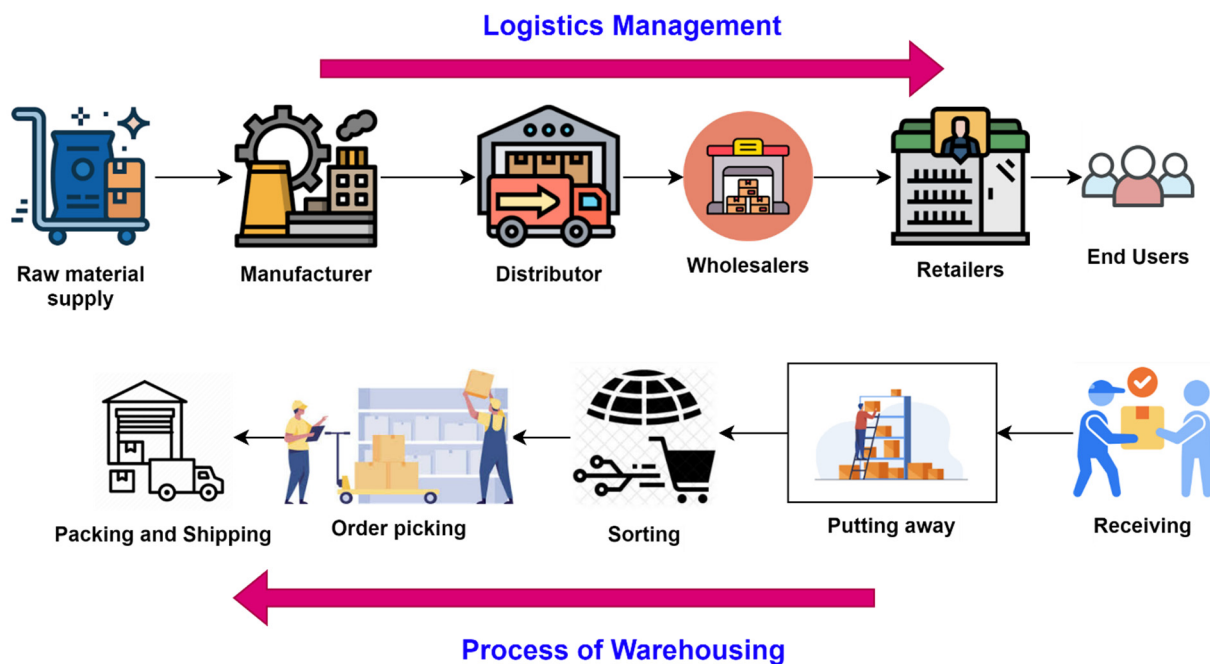 Logistics Management
Raw material
supply
Manufacturer
Distributor
Wholesalers
Retailers
End Users
Packing and Shipping
Order picking
Sorting
Putting away
Receiving
Process of Warehousing